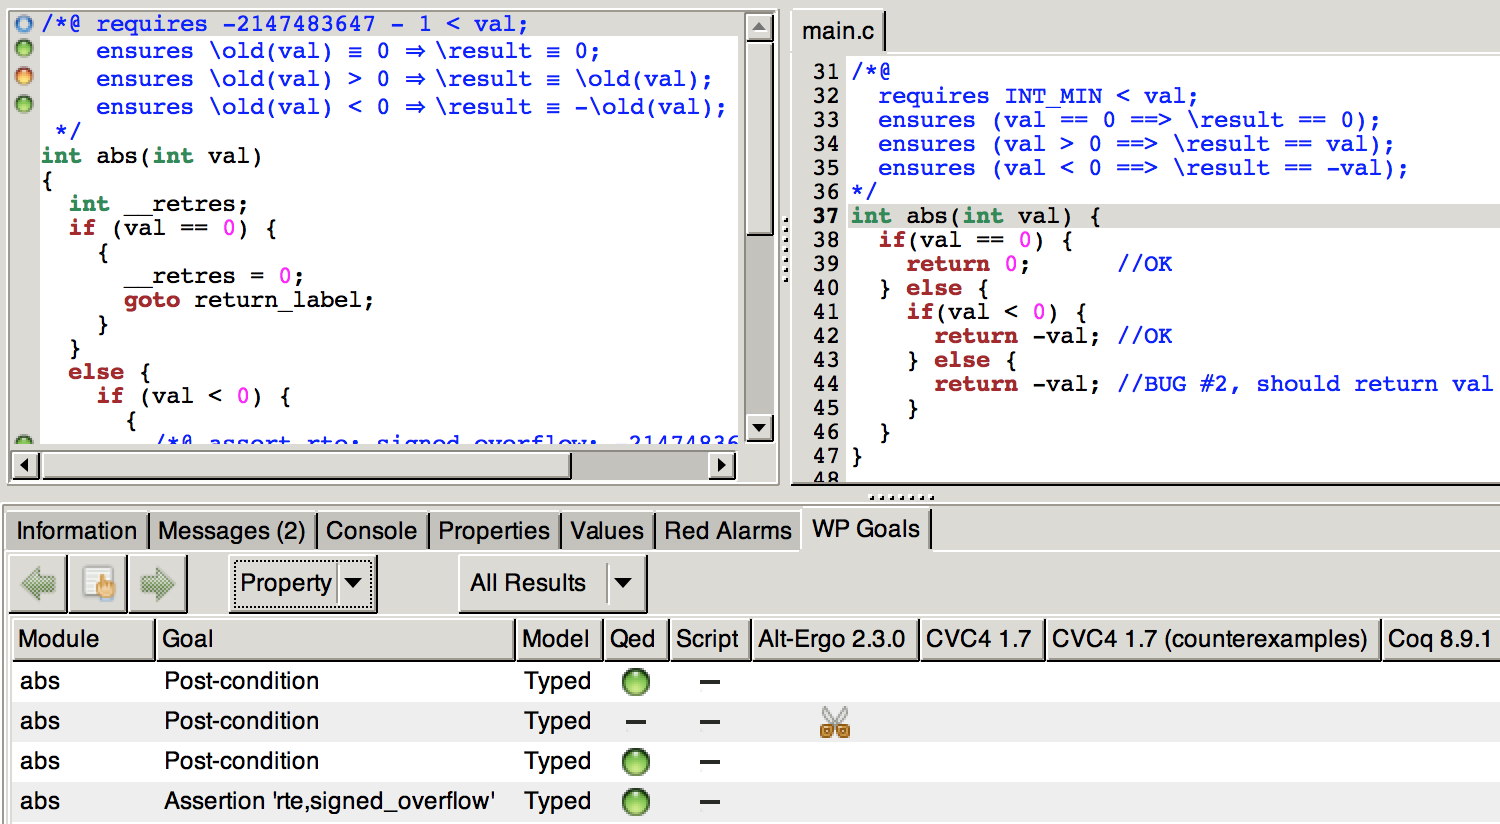 /*@ requires -2147483647 - 1 < val;
ensures \old(val) ≡ 0 ⇒ \result ≡ 0;
ensures \old(val) > 0 ⇒ \result ≡ \old(val);
ensures \old(val) < 0 ⇒ \result ≡ -\old(val);
*/
int abs(int val)
{
int __retres;
if (val == 0) {
{
__retres = 0;
goto return_label;
}
}
else {
if (val < 0) {
{
/*@ assert rte: signed_overflow: -21474836
main.c
31 /*@
32 requires INT_MIN < val;
33 ensures (val == 0 ==> \result == 0);
34 ensures (val > 0 ==> \result == val);
35 ensures (val < 0 ==> \result == -val);
36 */
37 int abs(int val) {
38 if(val == 0) {
39 return 0; //OK
40 } else {
41 if(val < 0) {
42 return -val; //OK
43 } else {
44 return -val; //BUG #2, should return val
45 }
46 }
47 }
48
Information Messages (2) Console Properties Values Red Alarms WP Goals
Property All Results
Module Goal Model Qed Script Alt-Ergo 2.3.0 CVC4 1.7 CVC4 1.7 (counterexamples) Coq 8.9.1
abs Post-condition Typed
abs Post-condition Typed
abs Post-condition Typed
abs Assertion 'rte,signed_overflow' Typed